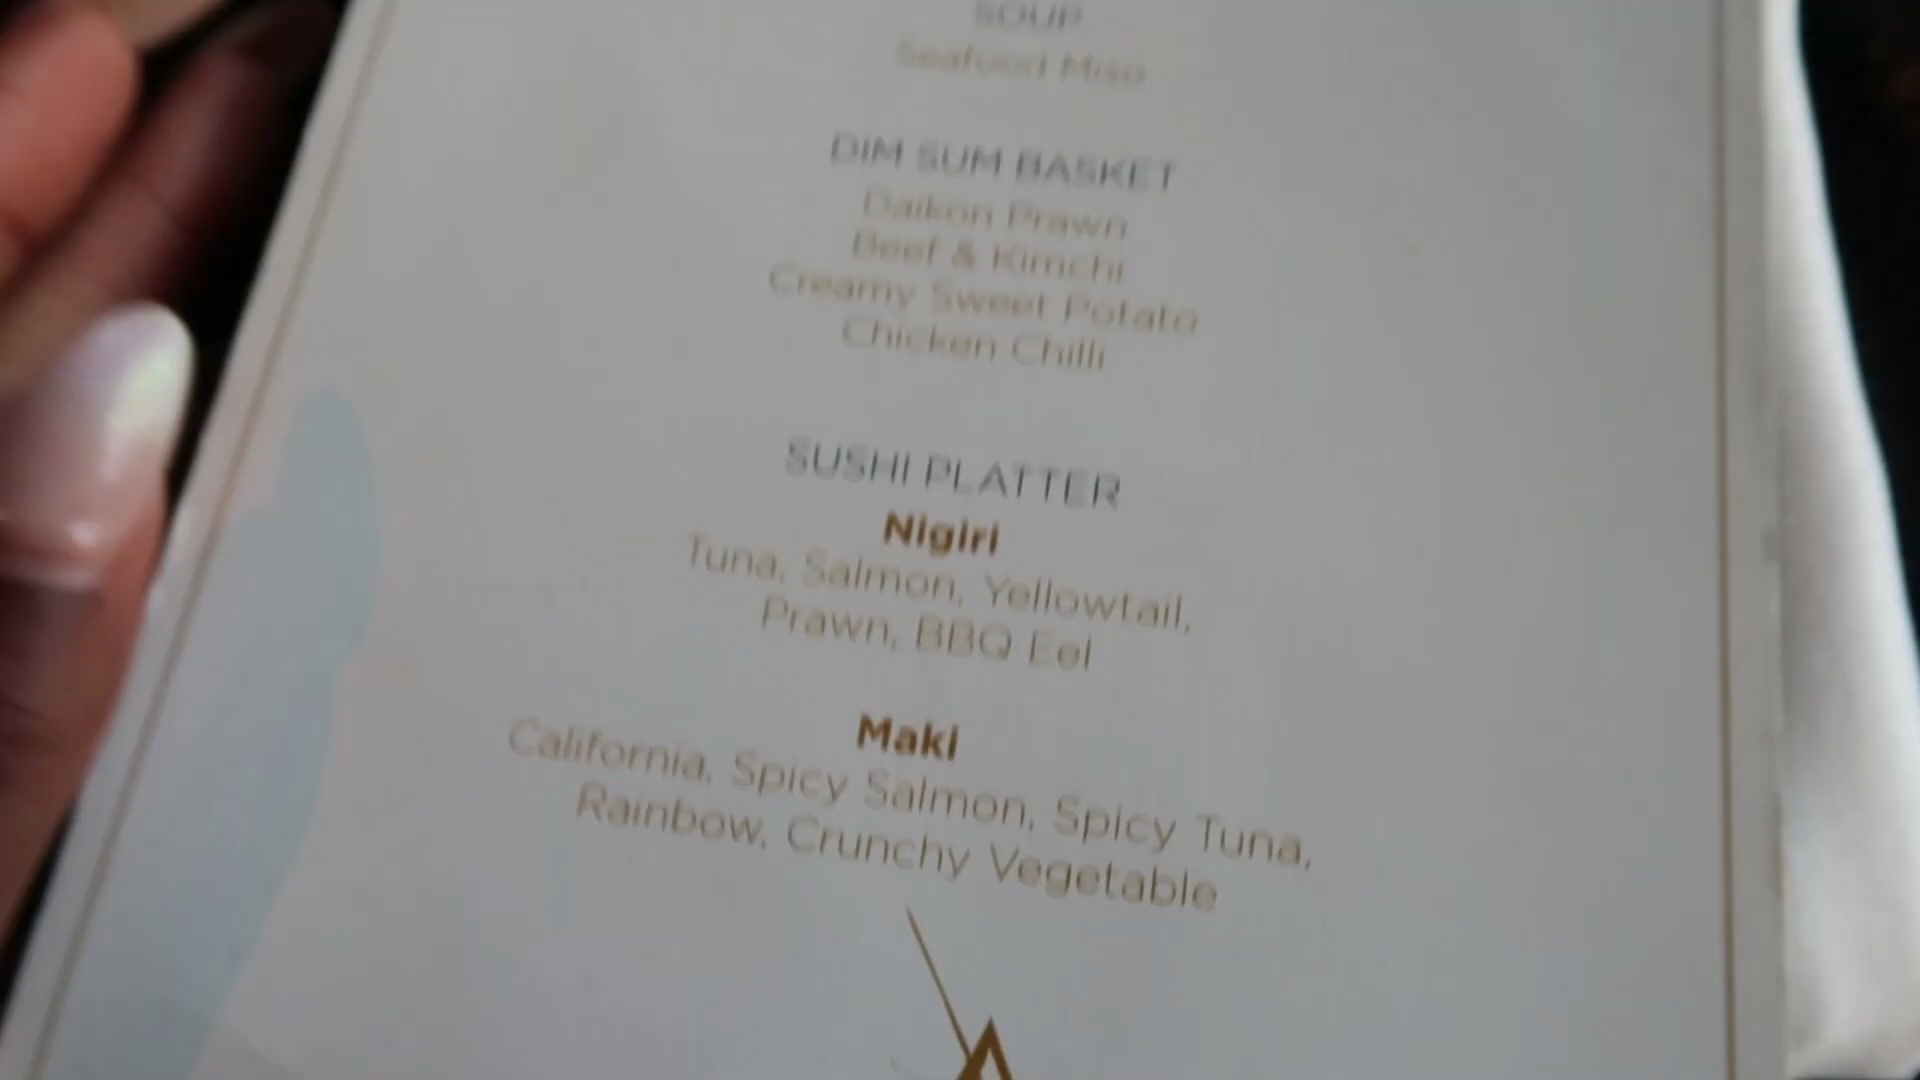 SOUP
Seafood Miso
DIM SUM BASKET
Daikon Prawn
Beef & Kimchi
Creamy Sweet Potato
Chicken Chilli
SUSHI PLATTER
Nigiri
Tuna, Salmon, Yellowtail,
Prawn, BBQ Eel
Maki
California, Spicy Salmon, Spicy Tuna,
Rainbow, Crunchy Vegetable